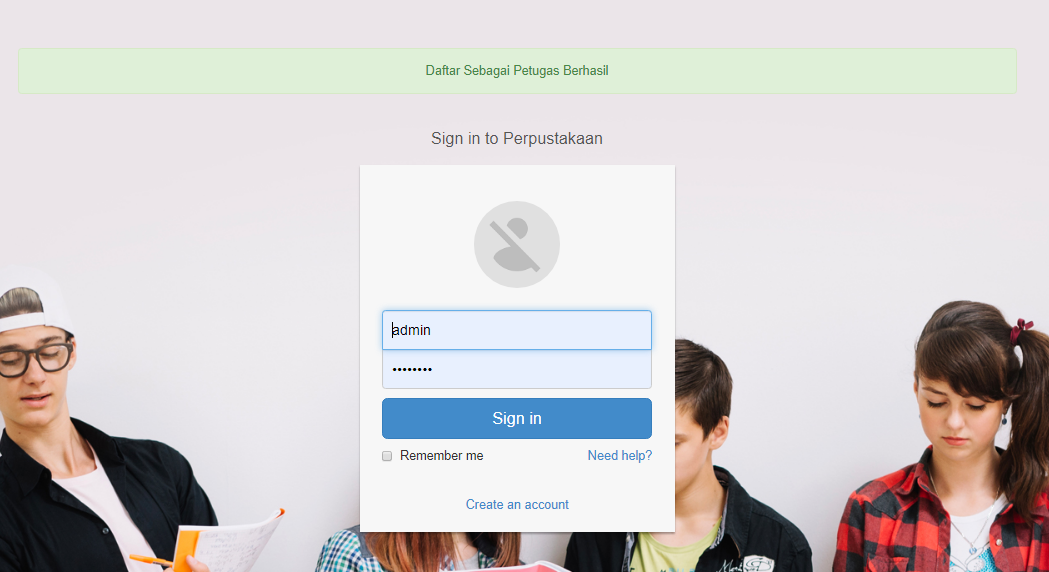 Daftar Sebagai Petugas Berhasil
Sign in to Perpustakaan
admin
••••••••
Sign in
Remember me
Need help?
Create an account